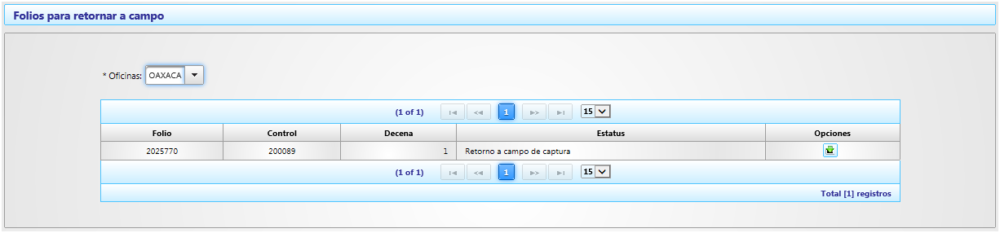 Folios para retornar a campo
* Oficinas: OAXACA
(1 of 1) 1 15
Folio Control Decena Estatus Opciones
2025770 200089 1 Retorno a campo de captura
(1 of 1) 1 15
Total [1] registros